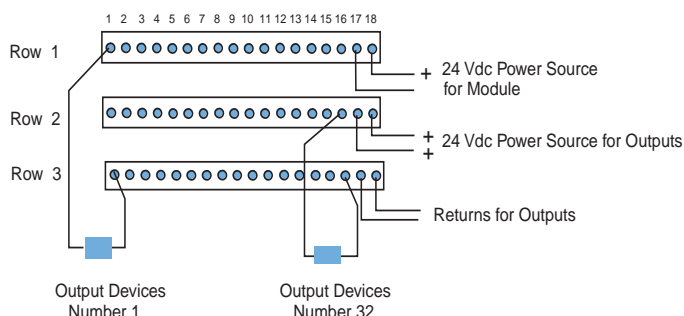 1 2 3 4 5 6 7 8 9 10 11 12 13 14 15 16 17 18
Row 1
+ 24 Vdc Power Source
for Module
Row 2
+
+ 24 Vdc Power Source for Outputs
Row 3
Returns for Outputs
Output Devices
Number 1
Output Devices
Number 32